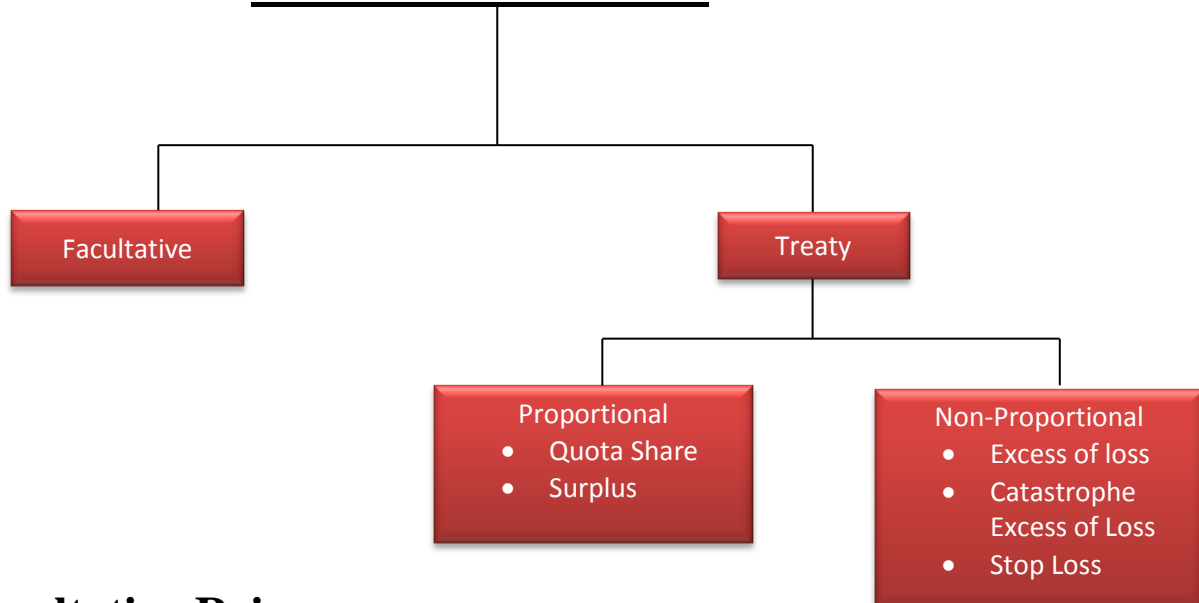 Facultative
Treaty
Proportional
• Quota Share
• Surplus
Non-Proportional
• Excess of loss
• Catastrophe
Excess of Loss
• Stop Loss